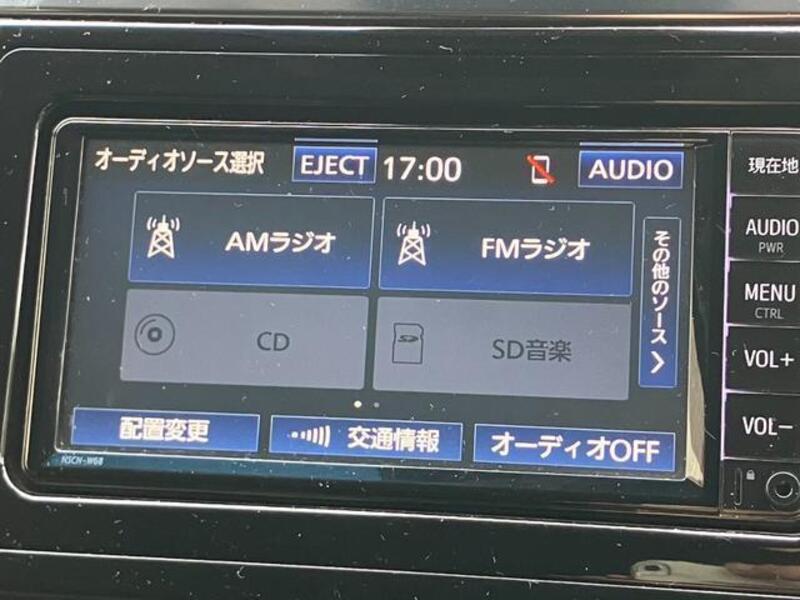 オーディオソース選択 EJECT 17:00 AUDIO
AMラジオ FMラジオ
その他のソース
CD SD音楽
配置変更 交通情報 オーディオOFF
NSCN-W68
現在地
AUDIO
PWR
MENU
CTRL
VOL+
VOL-